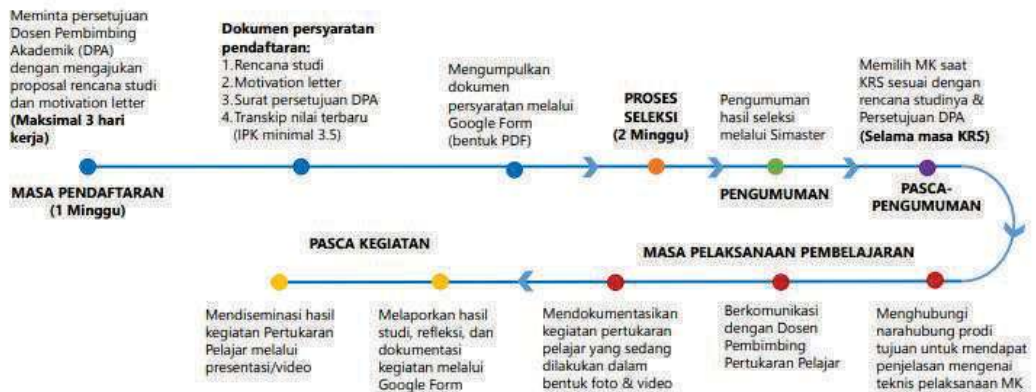 Meminta persetujuan
Dosen Pembimbing
Akademik (DPA)
dengan mengajukan
proposal rencana studi
dan motivation letter
(Maksimal 3 hari
kerja)
MASA PENDAFTARAN
(1 Minggu)
Dokumen persyaratan
pendaftaran:
1. Rencana studi
2. Motivation letter
3. Surat persetujuan DPA
4. Transkip nilai terbaru
(IPK minimal 3.5)
Mengumpulkan
dokumen
persyaratan melalui
Google Form
(bentuk PDF)
PROSES
SELEKSI
(2 Minggu)
Pengumuman
hasil seleksi
melalui Simaster
PENGUMUMAN
Memilih MK saat
KRS sesuai dengan
rencana studinya &
Persetujuan DPA
(Selama masa KRS)
PASCA-
PENGUMUMAN
MASA PELAKSANAAN PEMBELAJARAN
Menghubungi
narahubung prodi
tujuan untuk mendapat
penjelasan mengenai
teknis pelaksanaan MK
Berkomunikasi
dengan Dosen
Pembimbing
Pertukaran Pelajar
Mendokumentasikan
kegiatan pertukaran
pelajar yang sedang
dilakukan dalam
bentuk foto & video
PASCA KEGIATAN
Melaporkan hasil
studi, refleksi, dan
dokumentasi
kegiatan melalui
Google Form
Mendiseminasi hasil
kegiatan Pertukaran
Pelajar melalui
presentasi/video